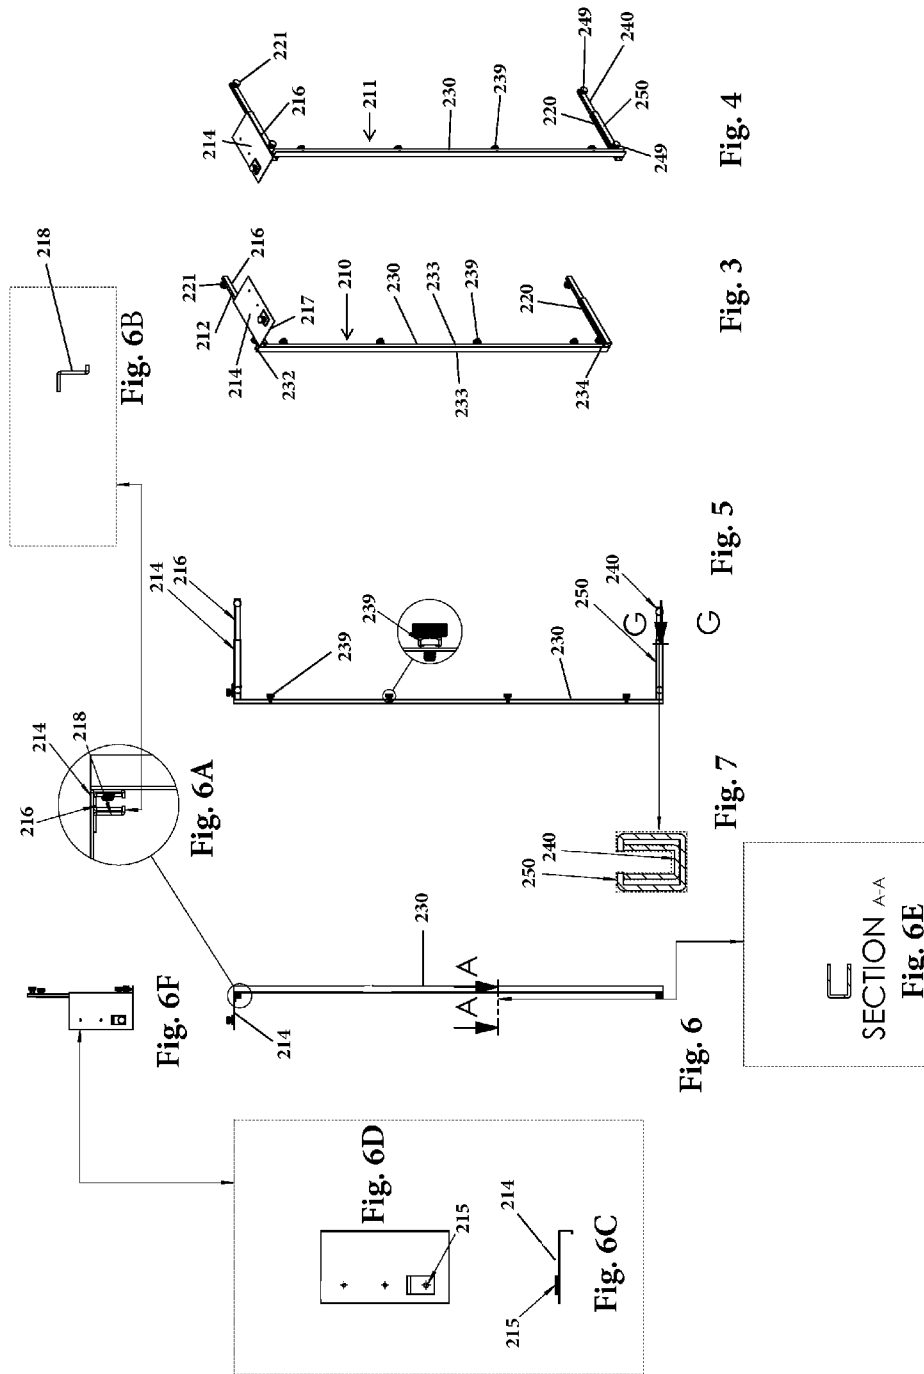 215
214
Fig. 6C
215
Fig. 6D
Fig. 6F
214
230
A
A
Fig. 6
SECTION A-A
Fig. 6E
216
218
214
Fig. 6A
250
240
Fig. 7
239
239
214
216
230
250
240
G
G
Fig. 5
218
Fig. 6B
214
212
221
216
232
217
210
230
233
239
233
220
234
Fig. 3
214
221
216
211
230
239
220
249
240
250
249
Fig. 4